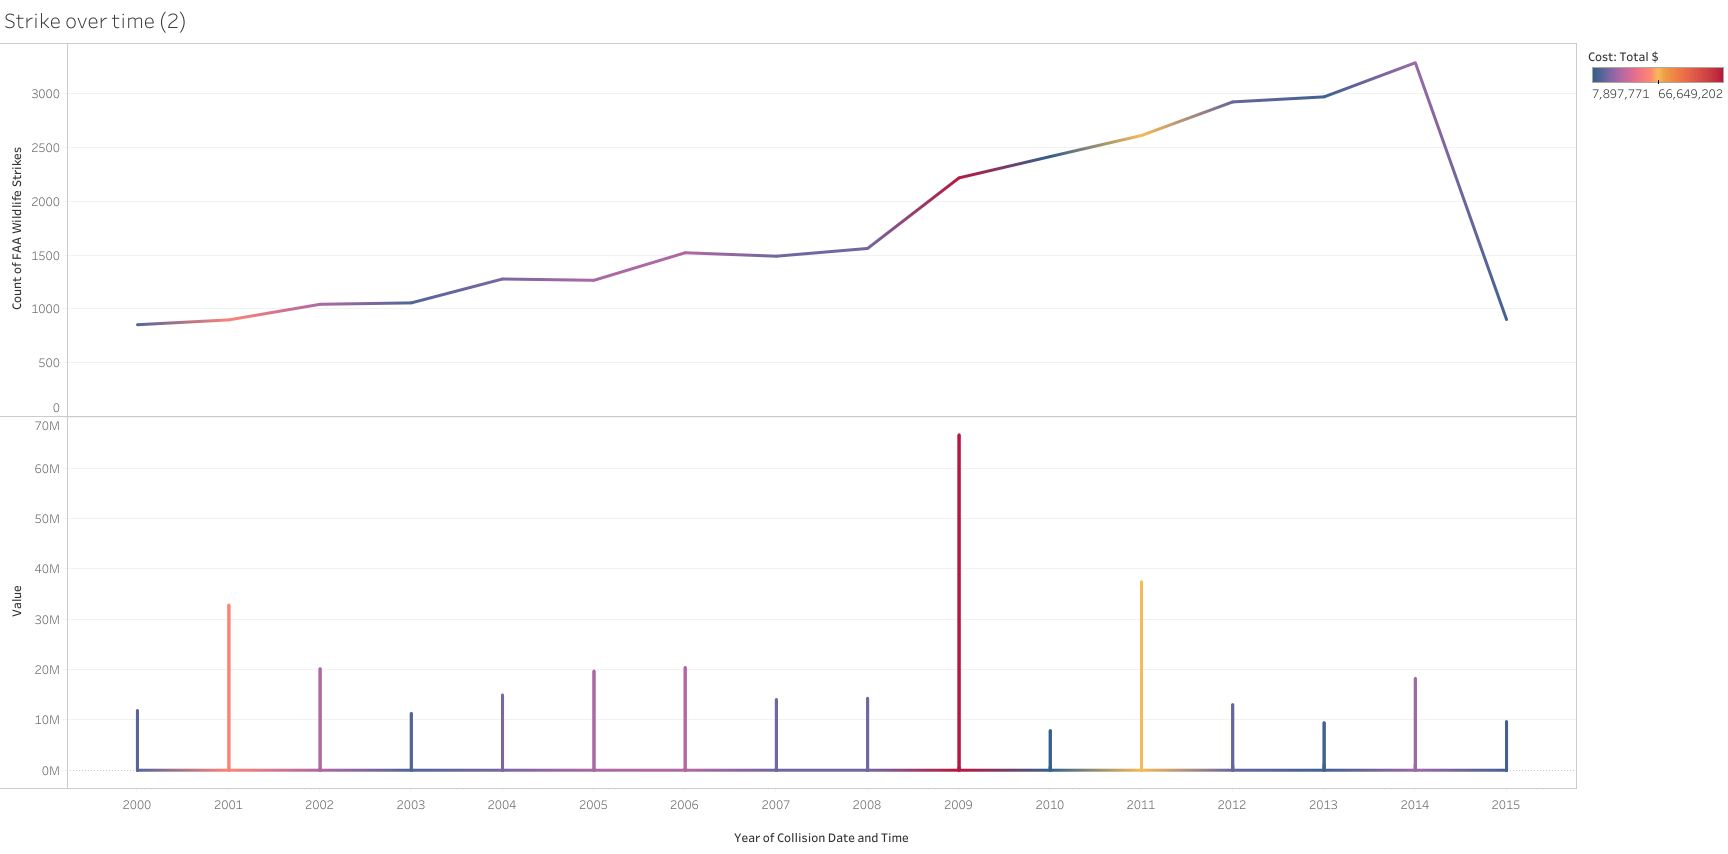 Strike over time (2)
Cost: Total $
7,897,771 66,649,202
Count of FAA Wildlife Strikes
3000
2500
2000
1500
1000
500
0
Value
70M
60M
50M
40M
30M
20M
10M
0M
2000 2001 2002 2003 2004 2005 2006 2007 2008 2009 2010 2011 2012 2013 2014 2015
Year of Collision Date and Time